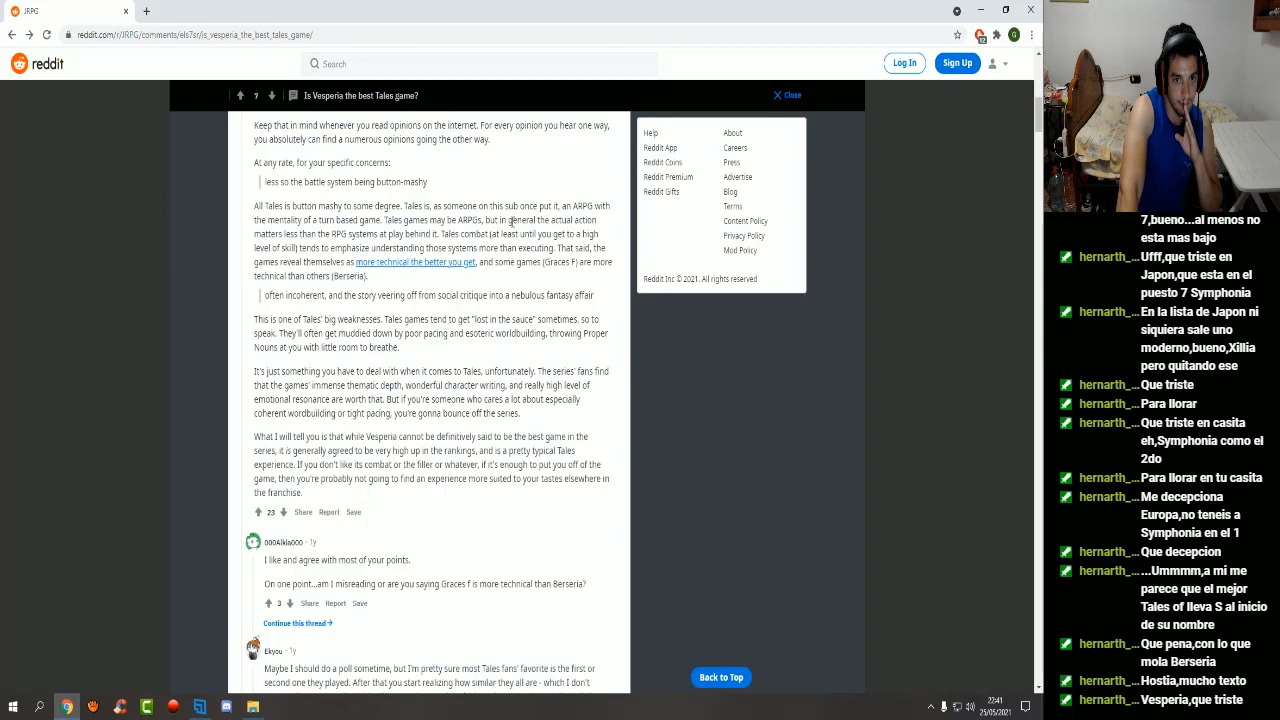 JRPG
reddit.com/r/JRPG/comments/els7sr/is_vesperia_the_best_tales_game/
12
G
reddit
Search
Log In
Sign Up
7
Is Vesperia the best Tales game?
Close
Keep that in mind whenever you read opinions on the internet. For every opinion you hear one way,
you absolutely can find a numerous opinions going the other way.
At any rate, for your specific concerns:
less so the battle system being button-mashy
All Tales is button mashy to some degree. Tales is, as someone on this sub once put it, an ARPG with
the mentality of a turn based game. Tales games may be ARPGs, but in general the actual action
matters less than the RPG systems at play behind it. Tales combat (at least until you get to a high
level of skill) tends to emphasize understanding those systems more than executing. That said, the
games reveal themselves as more technical the better you get, and some games (Graces F) are more
technical than others (Berseria).
often incoherent, and the story veering off from social critique into a nebulous fantasy affair
This is one of Tales' big weaknesses. Tales games tend to get "lost in the sauce" sometimes, so to
speak. They'll often get muddied down by poor pacing and esoteric worldbuilding, throwing Proper
Nouns at you with little room to breathe.
It's just something you have to deal with when it comes to Tales, unfortunately. The series' fans find
that the games' immense thematic depth, wonderful character writing, and really high level of
emotional resonance are worth that. But if you're someone who cares a lot about especially
coherent wordbuilding or tight pacing, you're gonna bounce off the series.
What I will tell you is that while Vesperia cannot be definitively said to be the best game in the
series, it is generally agreed to be very high up in the rankings, and is a pretty typical Tales
experience. If you don't like its combat or the filler or whatever, if it's enough to put you off of the
game, then you're probably not going to find an experience more suited to your tastes elsewhere in
the franchise.
23 Share Report Save
000Alkia000 · 1y
I like and agree with most of your points.
On one point...am I misreading or are you saying Graces f is more technical than Berseria?
3 Share Report Save
Continue this thread
Ekyou · 1y
Maybe I should do a poll sometime, but I'm pretty sure most Tales fans' favorite is the first or
second one they played. After that you start realizing how similar they all are - which I don't
Help About
Reddit App Careers
Reddit Coins Press
Reddit Premium Advertise
Reddit Gifts Blog
Terms
Content Policy
Privacy Policy
Mod Policy
Reddit Inc © 2021. All rights reserved
Back to Top
7,bueno...al menos no
esta mas bajo
hernarth_... Ufff,que triste en
Japon,que esta en el
puesto 7 Symphonia
hernarth_... En la lista de Japon ni
siquiera sale uno
moderno,bueno,Xillia
pero quitando ese
hernarth_... Que triste
hernarth_... Para llorar
hernarth_... Que triste en casita
eh,Symphonia como el
2do
hernarth_... Para llorar en tu casita
hernarth_... Me decepciona
Europa,no teneis a
Symphonia en el 1
hernarth_... Que decepcion
hernarth_... ...Ummmm,a mi me
parece que el mejor
Tales of lleva S al inicio
de su nombre
hernarth_... Que pena,con lo que
mola Berseria
hernarth_... Hostia,mucho texto
hernarth_... Vesperia,que triste
22:41
25/05/2021